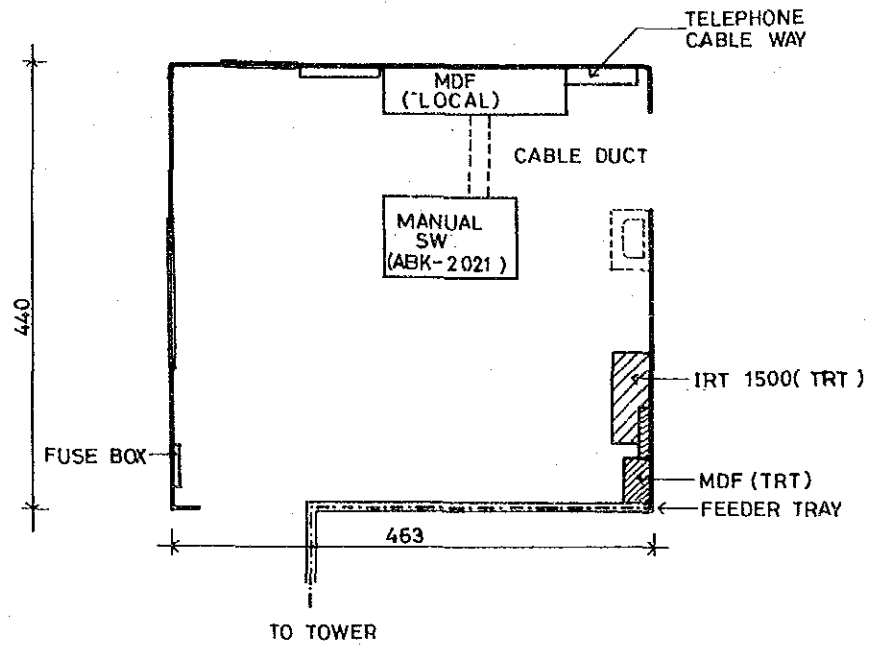 TELEPHONE
CABLE WAY
MDF
(LOCAL)
CABLE DUCT
MANUAL
SW
(ABK-2021)
440
IRT 1500(TRT)
FUSE BOX
MDF (TRT)
FEEDER TRAY
463
TO TOWER